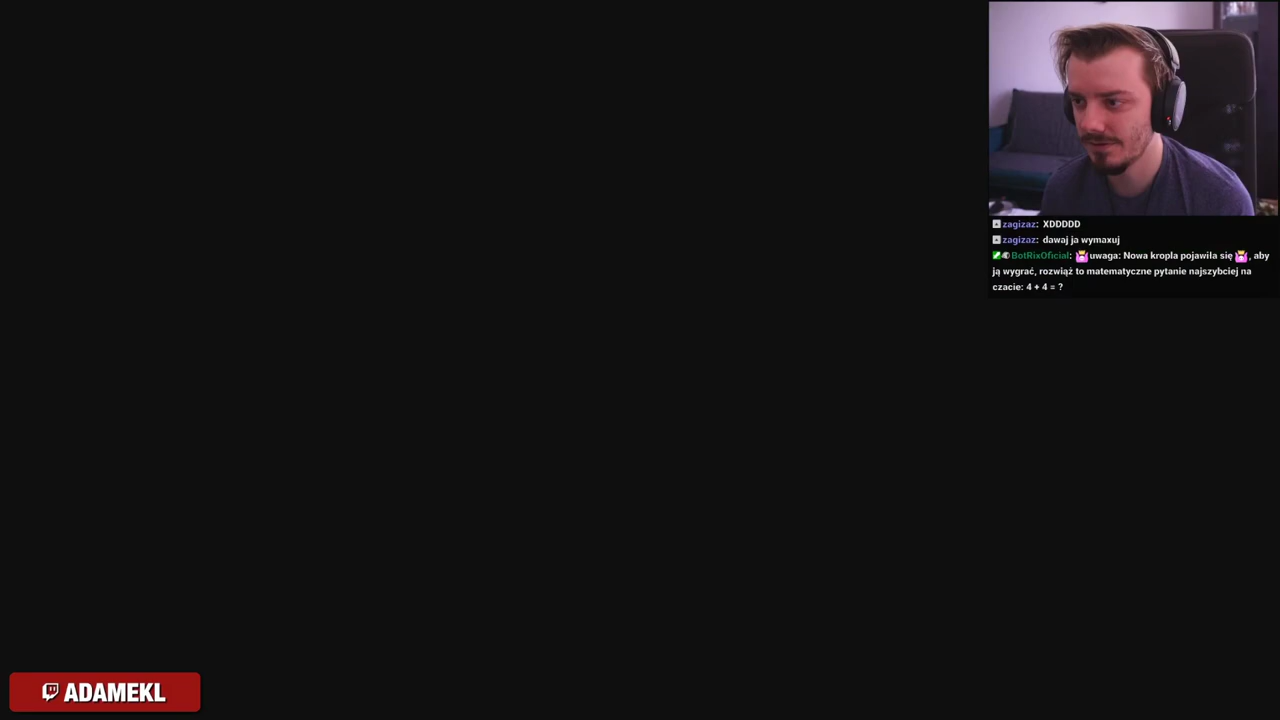 zagizaz: XDDDDD
zagizaz: dawaj ja wymaxuj
BotRixOficial: uwaga: Nowa kropla pojawiła się , aby
ją wygrać, rozwiąż to matematyczne pytanie najszybciej na
czacie: 4 + 4 = ?
ADAMEKL